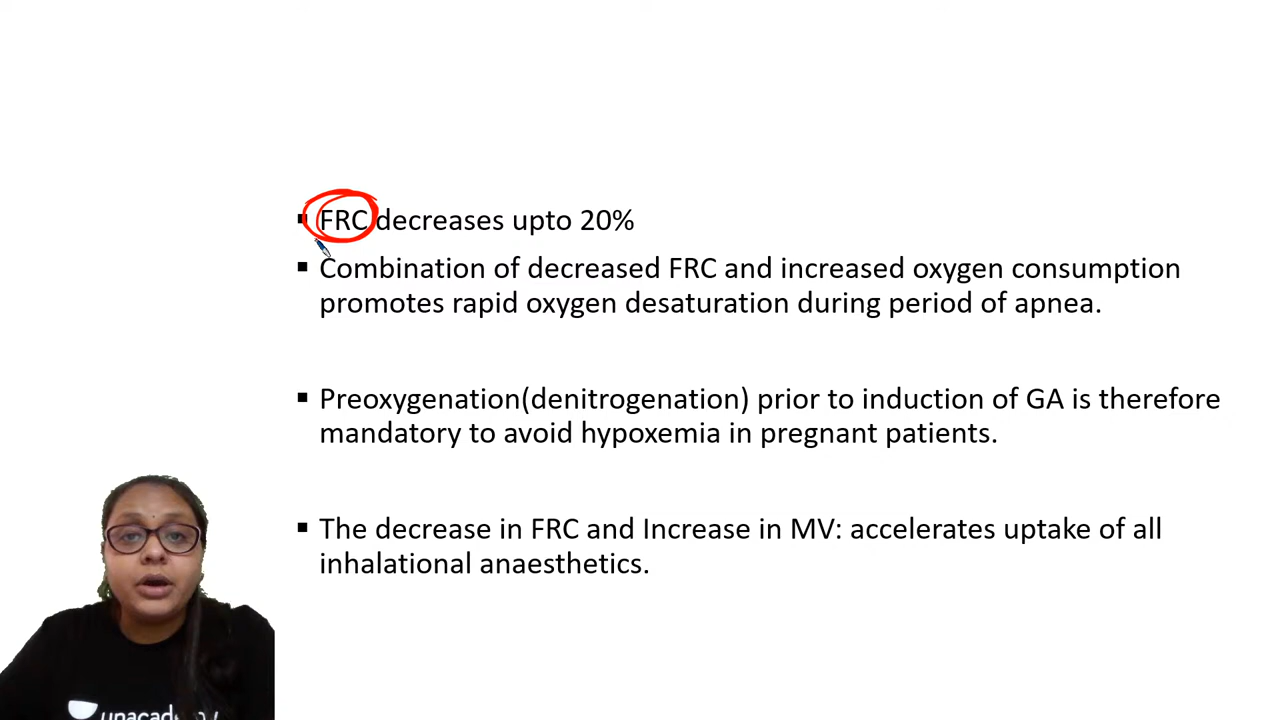 FRC decreases upto 20%
Combination of decreased FRC and increased oxygen consumption
promotes rapid oxygen desaturation during period of apnea.
Preoxygenation(denitrogenation) prior to induction of GA is therefore
mandatory to avoid hypoxemia in pregnant patients.
The decrease in FRC and Increase in MV: accelerates uptake of all
inhalational anaesthetics.